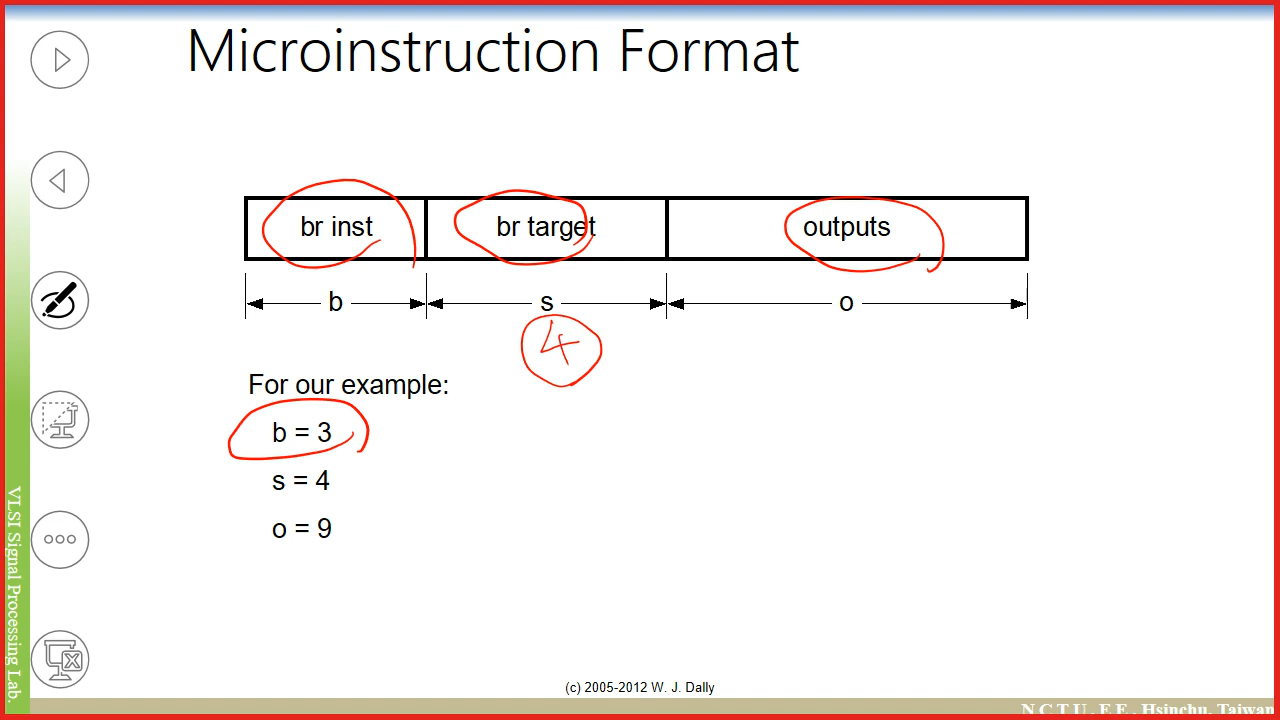 Microinstruction Format
br inst br target outputs
b s o
4
For our example:
b = 3
s = 4
o = 9
VLSI Signal Processing Lab.
(c) 2005-2012 W. J. Dally
N C T U . E E . Hsinchu, Taiwan